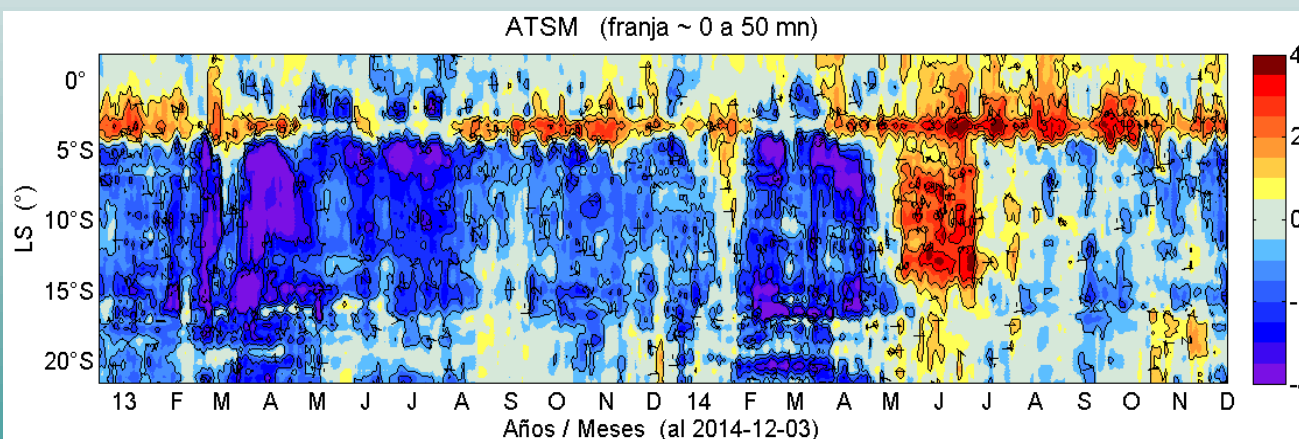 ATSM (franja ~ 0 a 50 mn)
0°
5°S
10°S
15°S
20°S
LS (°)
13 F M A M J J A S O N D 14 F M A M J J A S O N D
Años / Meses (al 2014-12-03)
4
2
0
-
-